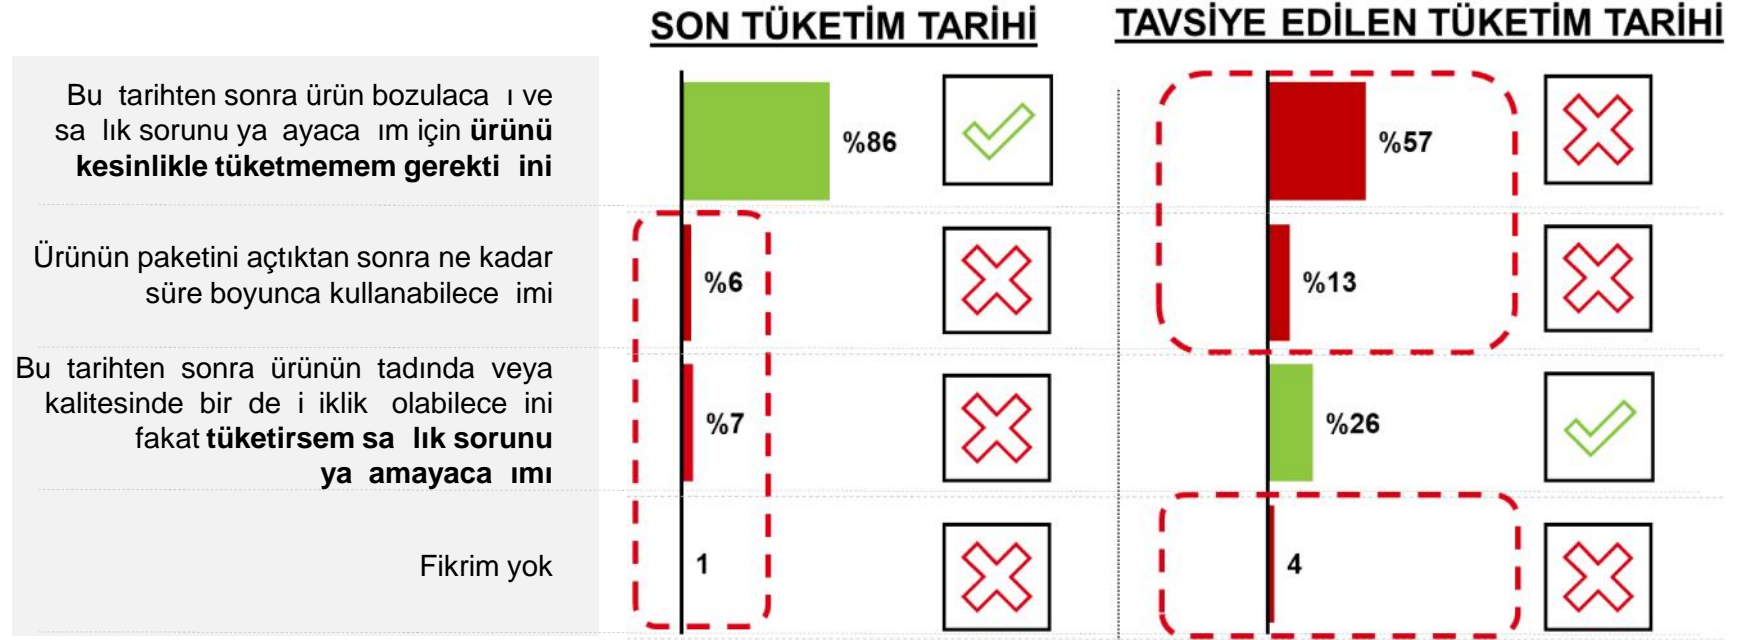 SON TÜKETİM TARİHİ
TAVSİYE EDİLEN TÜKETİM TARİHİ
Bu tarihten sonra ürün bozulaca ı ve
sa lık sorunu ya ayaca ım için ürünü
kesinlikle tüketmemem gerekti ini
%86
%57
Ürünün paketini açtıktan sonra ne kadar
süre boyunca kullanabilece imi
%6
%13
Bu tarihten sonra ürünün tadında veya
kalitesinde bir de i iklik olabilece ini
fakat tüketirsem sa lık sorunu
ya amayaca ımı
%7
%26
Fikrim yok
1
4